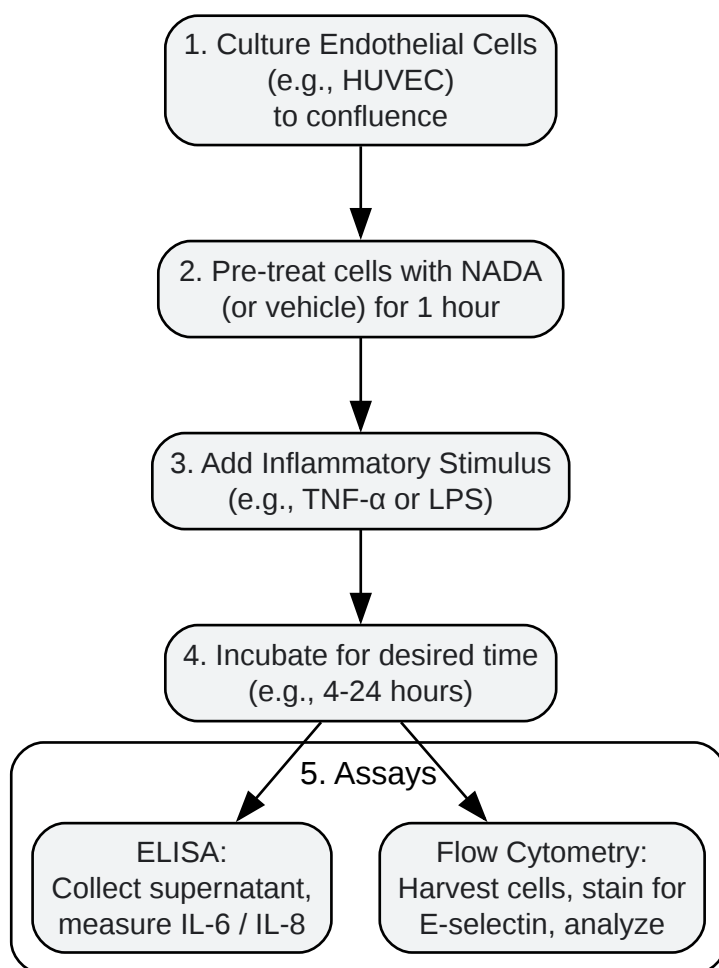 1. Culture Endothelial Cells
(e.g., HUVEC)
to confluence
2. Pre-treat cells with NADA
(or vehicle) for 1 hour
3. Add Inflammatory Stimulus
(e.g., TNF-α or LPS)
4. Incubate for desired time
(e.g., 4-24 hours)
5. Assays
ELISA:
Collect supernatant,
measure IL-6 / IL-8
Flow Cytometry:
Harvest cells, stain for
E-selectin, analyze